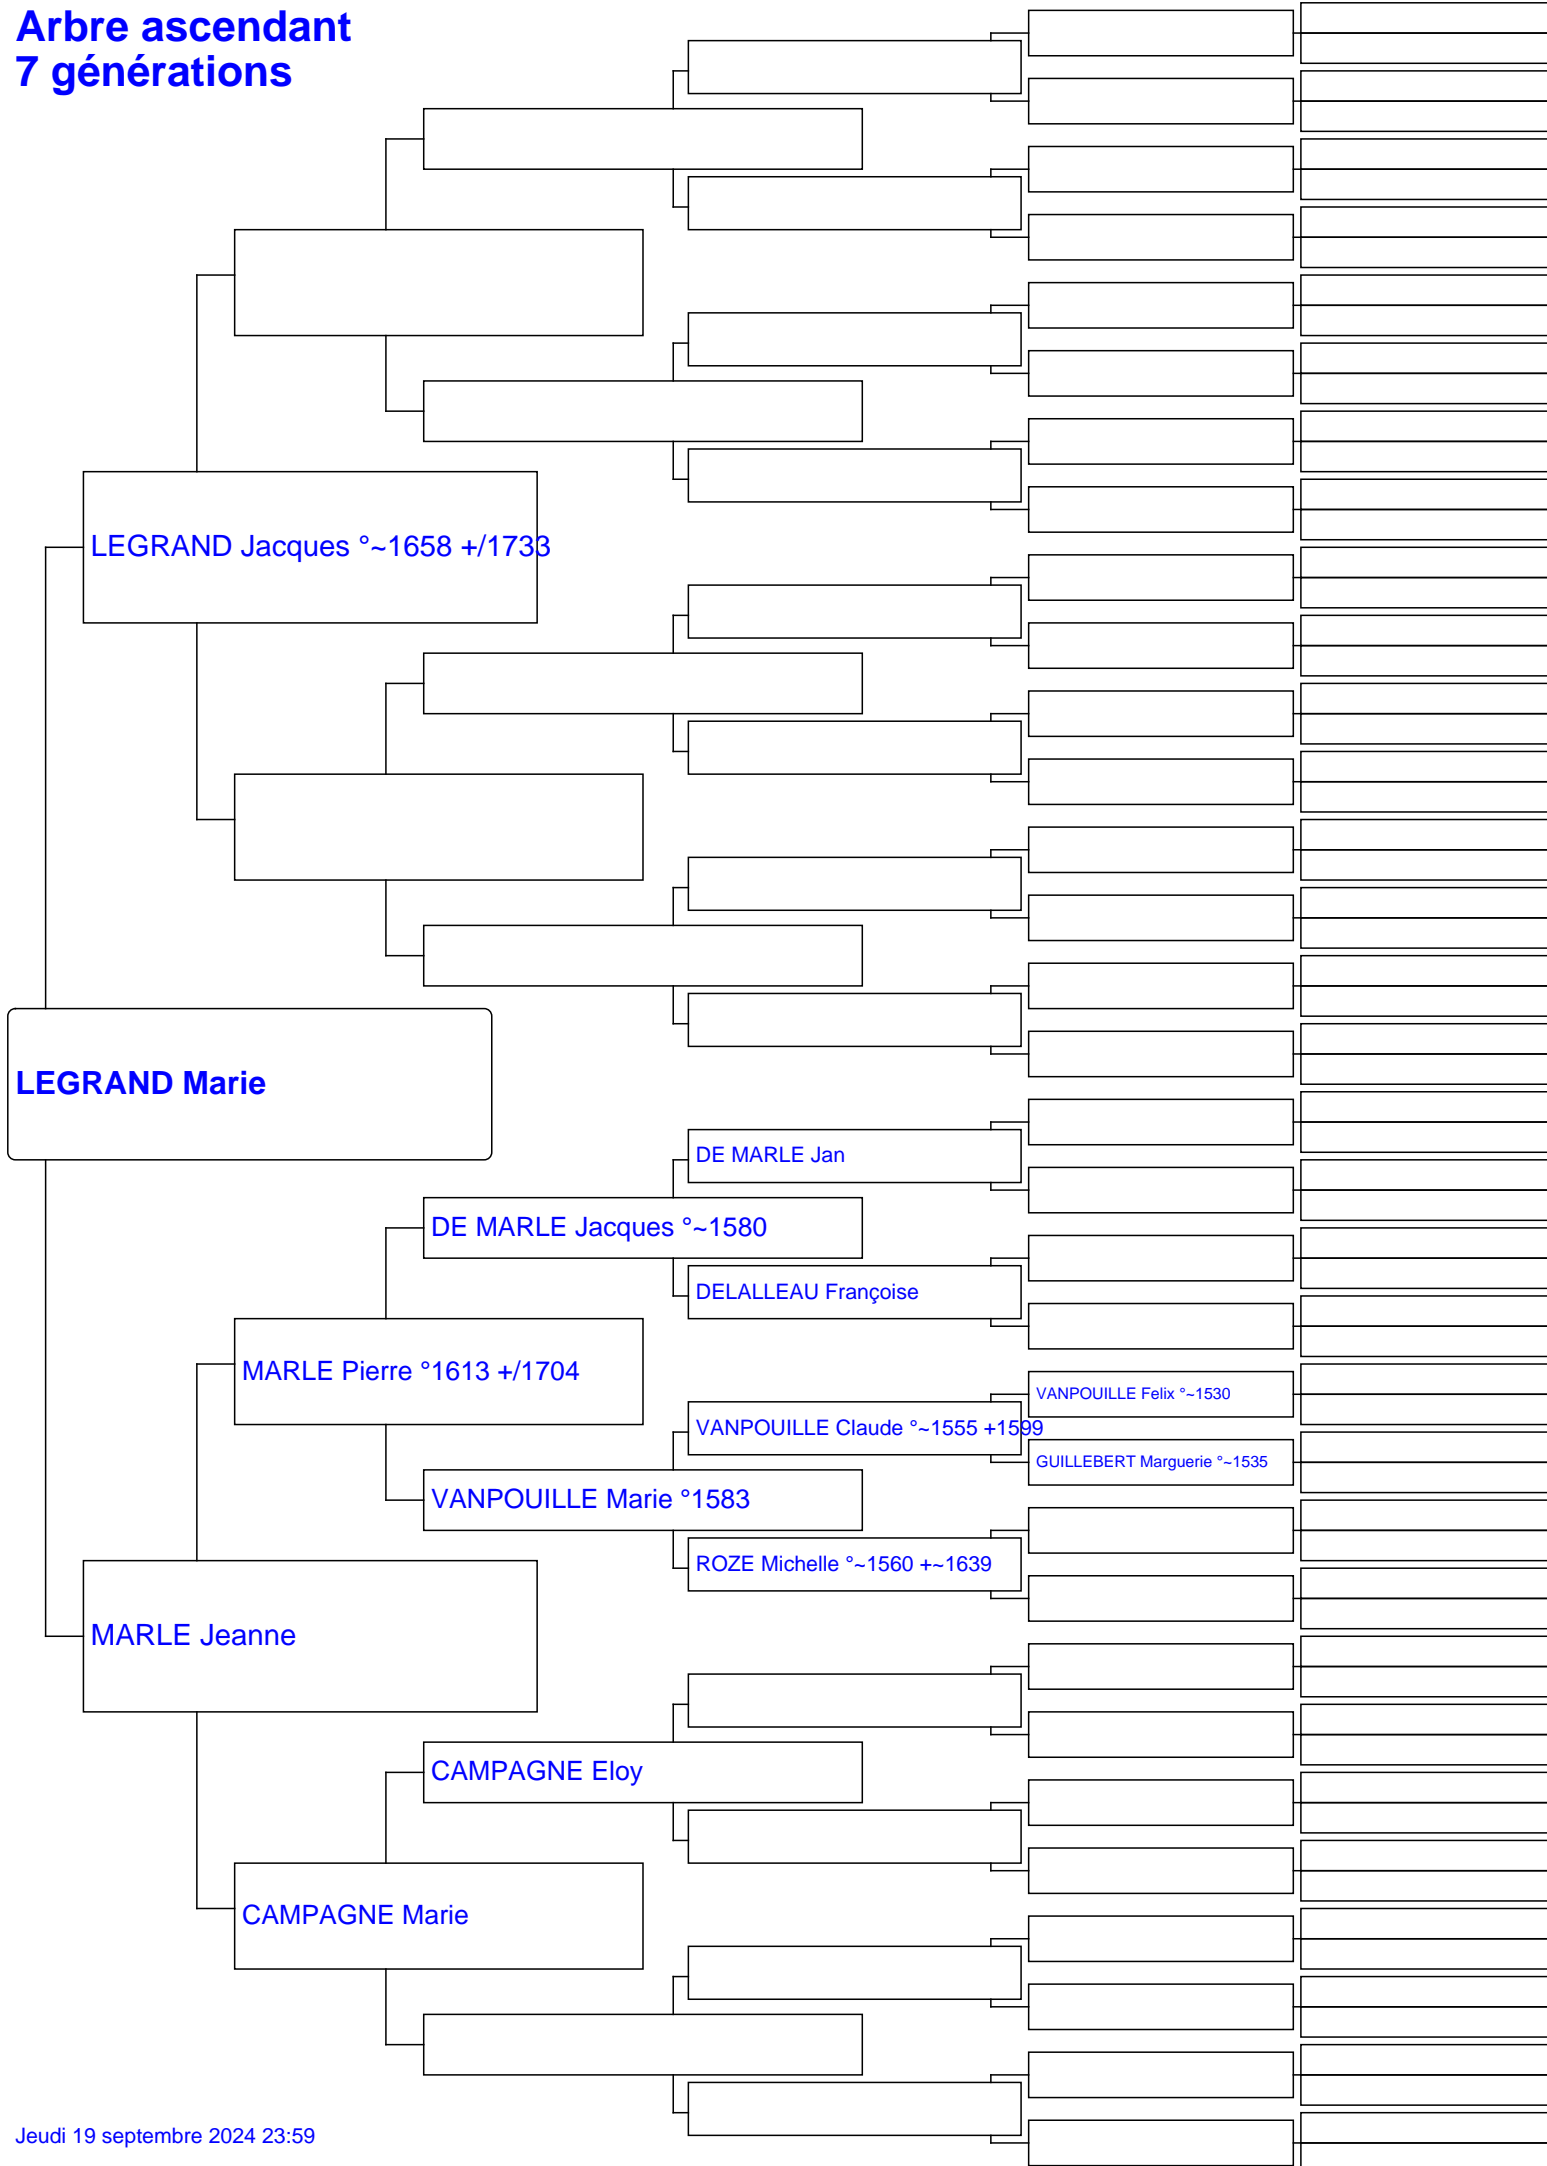 Arbre ascendant
7 générations
LEGRAND Jacques °~1658 +/1733
LEGRAND Marie
DE MARLE Jan
DE MARLE Jacques °~1580
DELALLEAU Françoise
MARLE Pierre °1613 +/1704
VANPOUILLE Felix °~1530
VANPOUILLE Claude °~1555 +1599
GUILLEBERT Marguerie °~1535
VANPOUILLE Marie °1583
ROZE Michelle °~1560 +~1639
MARLE Jeanne
CAMPAGNE Eloy
CAMPAGNE Marie
Jeudi 19 septembre 2024 23:59